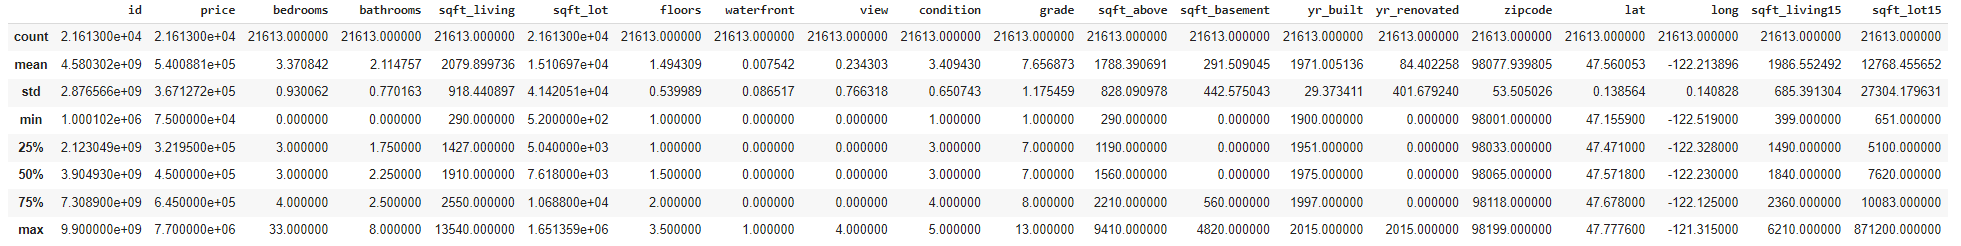 id price bedrooms bathrooms sqft_living sqft_lot floors waterfront view condition grade sqft_above sqft_basement yr_built yr_renovated zipcode lat long sqft_living15 sqft_lot15
count 2.161300e+04 2.161300e+04 21613.000000 21613.000000 21613.000000 2.161300e+04 21613.000000 21613.000000 21613.000000 21613.000000 21613.000000 21613.000000 21613.000000 21613.000000 21613.000000 21613.000000 21613.000000 21613.000000 21613.000000 21613.000000
mean 4.580302e+09 5.400881e+05 3.370842 2.114757 2079.899736 1.510697e+04 1.494309 0.007542 0.234303 3.409430 7.656873 1788.390691 291.509045 1971.005136 84.402258 98077.939805 47.560053 -122.213896 1986.552492 12768.455652
std 2.876566e+09 3.671272e+05 0.930062 0.770163 918.440897 4.142051e+04 0.539989 0.086517 0.766318 0.650743 1.175459 828.090978 442.575043 29.373411 401.679240 53.505026 0.138564 0.140828 685.391304 27304.179631
min 1.000102e+06 7.500000e+04 0.000000 0.000000 290.000000 5.200000e+02 1.000000 0.000000 0.000000 1.000000 1.000000 290.000000 0.000000 1900.000000 0.000000 98001.000000 47.155900 -122.519000 399.000000 651.000000
25% 2.123049e+09 3.219500e+05 3.000000 1.750000 1427.000000 5.040000e+03 1.000000 0.000000 0.000000 3.000000 7.000000 1190.000000 0.000000 1951.000000 0.000000 98033.000000 47.471000 -122.328000 1490.000000 5100.000000
50% 3.904930e+09 4.500000e+05 3.000000 2.250000 1910.000000 7.618000e+03 1.500000 0.000000 0.000000 3.000000 7.000000 1560.000000 0.000000 1975.000000 0.000000 98065.000000 47.571800 -122.230000 1840.000000 7620.000000
75% 7.308900e+09 6.450000e+05 4.000000 2.500000 2550.000000 1.068800e+04 2.000000 0.000000 0.000000 4.000000 8.000000 2210.000000 560.000000 1997.000000 0.000000 98118.000000 47.678000 -122.125000 2360.000000 10083.000000
max 9.900000e+09 7.700000e+06 33.000000 8.000000 13540.000000 1.651359e+06 3.500000 1.000000 4.000000 5.000000 13.000000 9410.000000 4820.000000 2015.000000 2015.000000 98199.000000 47.777600 -121.315000 6210.000000 871200.000000